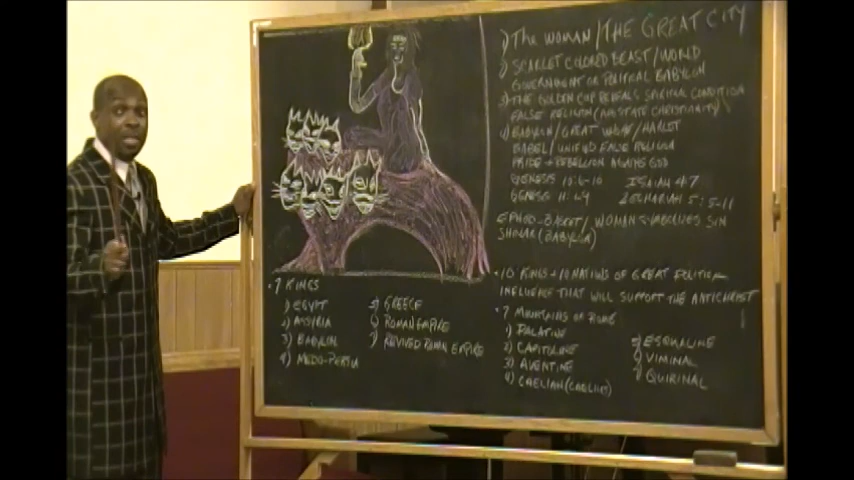 1) THE WOMAN/THE GREAT CITY
2) SCARLET COLORED BEAST/WORLD
GOVERNMENT OR POLITICAL BABYLON
3) THE GOLDEN CUP REVEALS SPIRITUAL CONDITION
FALSE RELIGION (APOSTATE CHRISTIANITY)
4) BABYLON/GREAT WHORE/HARLOT
BABEL/UNIFIED FALSE RELIGION
PRIDE + REBELLION AGAINST GOD
GENESIS 10:6-10 ISAIAH 47
GENESIS 11:1-9 ZECHARIAH 5:5-11
EPHOD-BASKET/WOMAN SYMBOLIZES SIN
SHINAR (BABYLON)
• 7 KINGS
1) EGYPT
2) ASSYRIA
3) BABYLON
4) MEDO-PERSIA
5) GREECE
6) ROMAN EMPIRE
7) REVIVED ROMAN EMPIRE
• 10 KINGS + 10 NATIONS OF GREAT POLITICAL
INFLUENCE THAT WILL SUPPORT THE ANTICHRIST
• 7 MOUNTAINS OF ROME
1) PALATINE
2) CAPITOLINE
3) AVENTINE
4) CAELIAN (CAELIUS)
5) ESQUALINE
6) VIMINAL
7) QUIRINAL